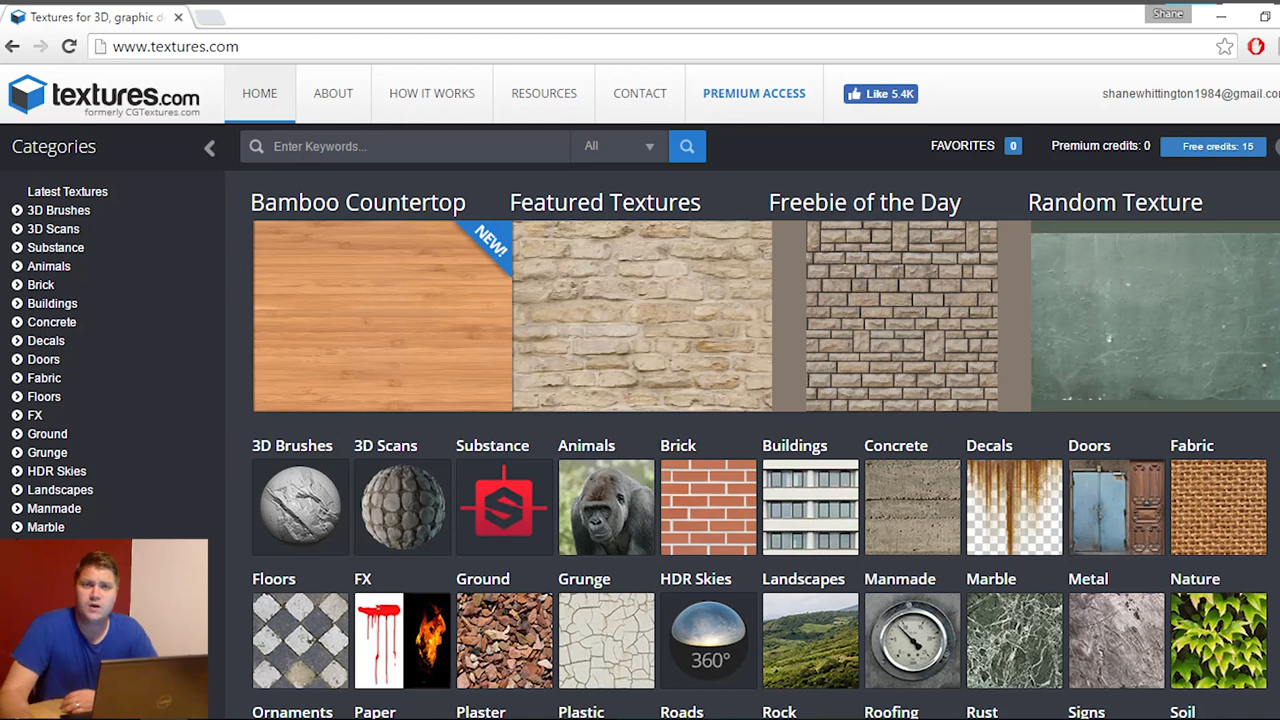 Textures for 3D, graphic d
Shane
www.textures.com
textures.com
formerly CGTextures.com
HOME
ABOUT
HOW IT WORKS
RESOURCES
CONTACT
PREMIUM ACCESS
Like 5.4K
shanewhittington1984@gmail.co
Categories
Enter Keywords...
All
FAVORITES 0
Premium credits: 0
Free credits: 15
Latest Textures
3D Brushes
3D Scans
Substance
Animals
Brick
Buildings
Concrete
Decals
Doors
Fabric
Floors
FX
Ground
Grunge
HDR Skies
Landscapes
Manmade
Marble
Bamboo Countertop
Featured Textures
Freebie of the Day
Random Texture
NEW!
3D Brushes
3D Scans
Substance
Animals
Brick
Buildings
Concrete
Decals
Doors
Fabric
S
Floors
FX
Ground
Grunge
HDR Skies
Landscapes
Manmade
Marble
Metal
Nature
360°
Ornaments
Paper
Plaster
Plastic
Roads
Rock
Roofing
Rust
Signs
Soil